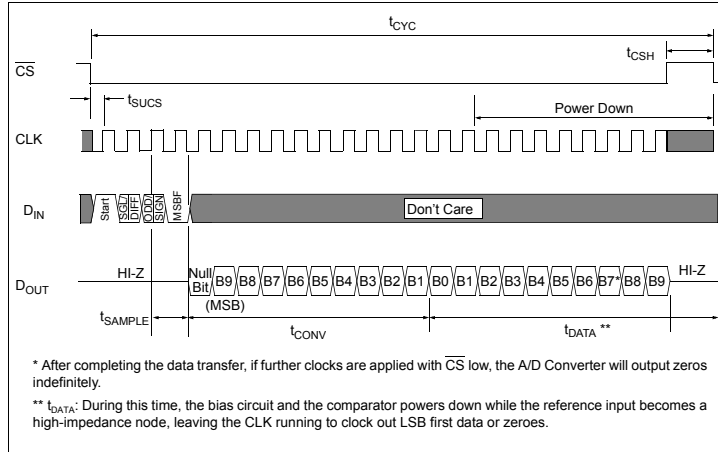 tCYC
tCSH
CS
tSUCS
Power Down
CLK
Start
SGL/
DIFF
ODD/
SIGN
MSBF
DIN
Don't Care
HI-Z
Null
Bit
B9 B8 B7 B6 B5 B4 B3 B2 B1 B0 B1 B2 B3 B4 B5 B6 B7* B8 B9
HI-Z
DOUT
(MSB)
tSAMPLE
tCONV
tDATA **
* After completing the data transfer, if further clocks are applied with CS low, the A/D Converter will output zeros
indefinitely.
** tDATA: During this time, the bias circuit and the comparator powers down while the reference input becomes a
high-impedance node, leaving the CLK running to clock out LSB first data or zeroes.